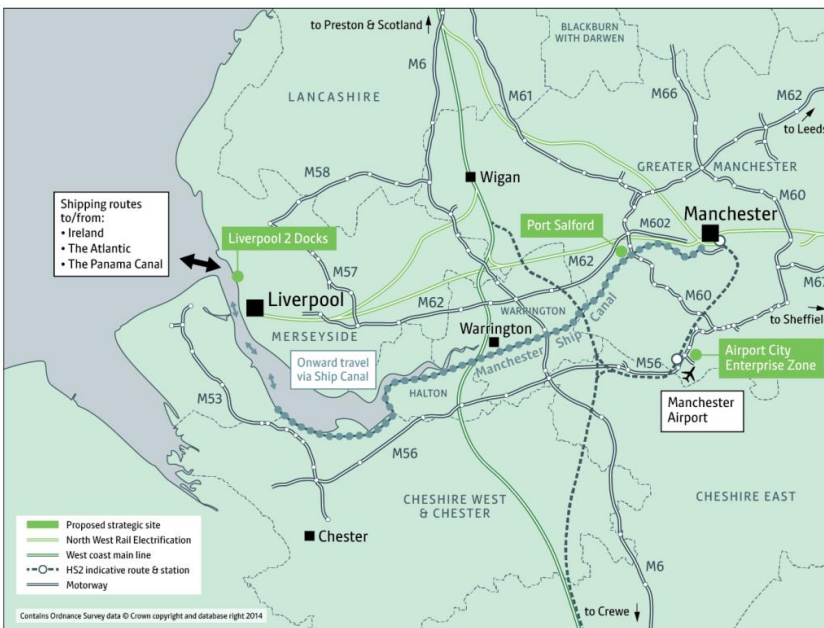 to Preston & Scotland
BLACKBURN
WITH DARWEN
M6
M61
M66
M62
to Leeds
LANCASHIRE
M58
Wigan
GREATER MANCHESTER
M60
Shipping routes
to/from:
• Ireland
• The Atlantic
• The Panama Canal
Liverpool 2 Docks
Port Salford
M602
Manchester
M57
M62
M67
Liverpool
M62
WARRINGTON
M60
to Sheffield
MERSEYSIDE
Warrington
Manchester Ship Canal
Onward travel
via Ship Canal
M56
Airport City
Enterprise Zone
HALTON
M53
Manchester
Airport
M56
CHESHIRE WEST
& CHESTER
CHESHIRE EAST
Chester
M6
Proposed strategic site
North West Rail Electrification
West coast main line
HS2 indicative route & station
Motorway
to Crewe
Contains Ordnance Survey data © Crown copyright and database right 2014